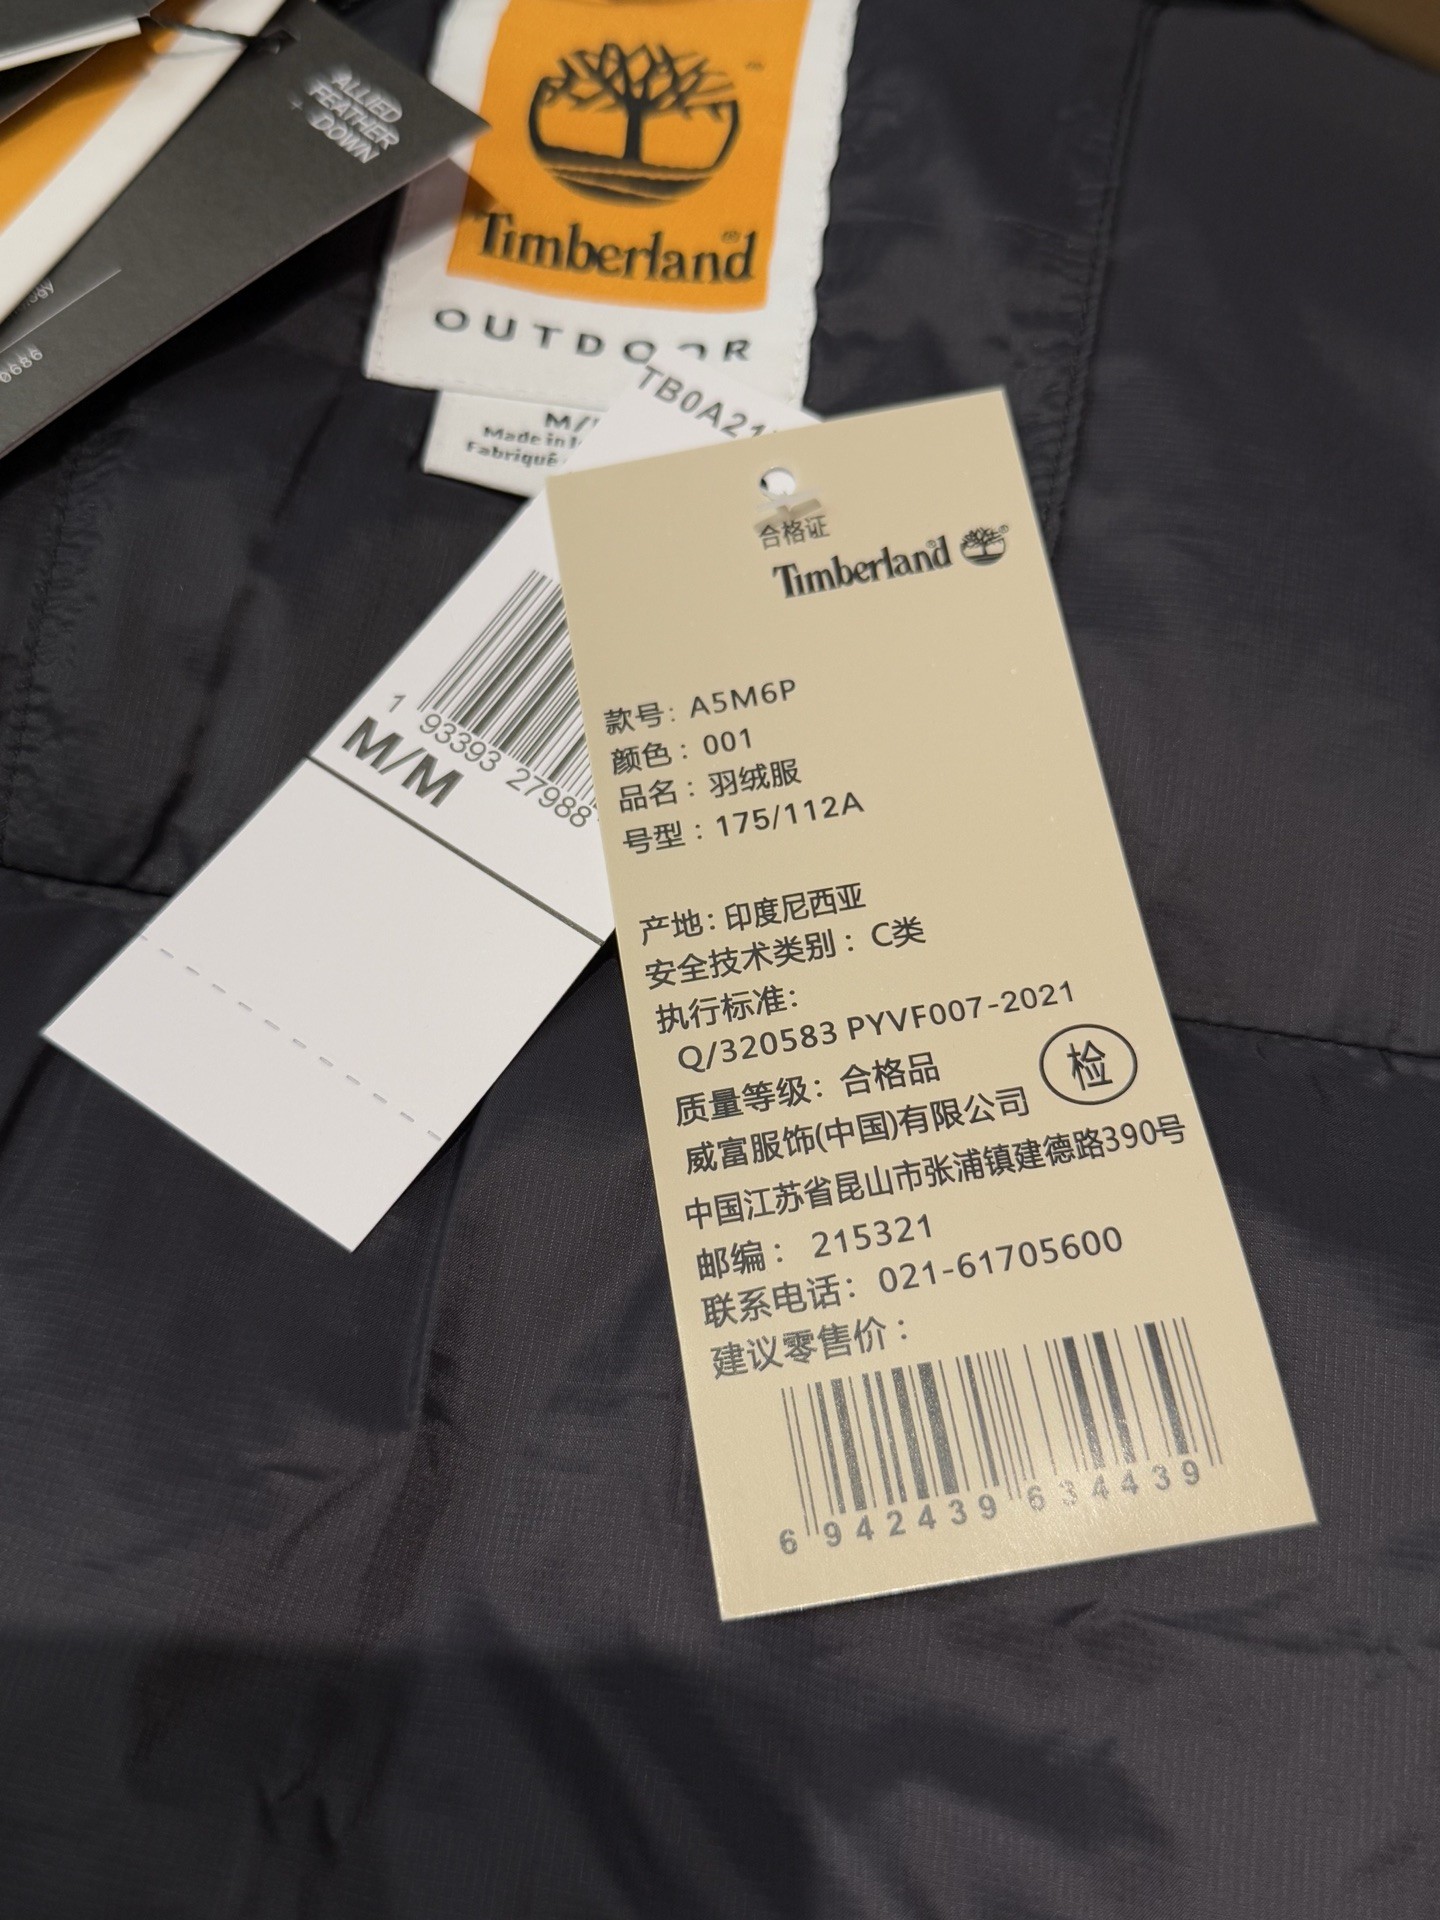 ALLIED
FEATHER
+ DOWN
0686
Timberland®
OUTDOOR
Made in
Fabriqué
TB0A21
1 93393 27988
M/M
合格证
Timberland®
款号: A5M6P
颜色: 001
品名: 羽绒服
号型: 175/112A
产地: 印度尼西亚
安全技术类别: C类
执行标准:
Q/320583 PYVF007-2021
质量等级: 合格品
检
威富服饰(中国)有限公司
中国江苏省昆山市张浦镇建德路390号
邮编: 215321
联系电话: 021-61705600
建议零售价:
6 942439 634439